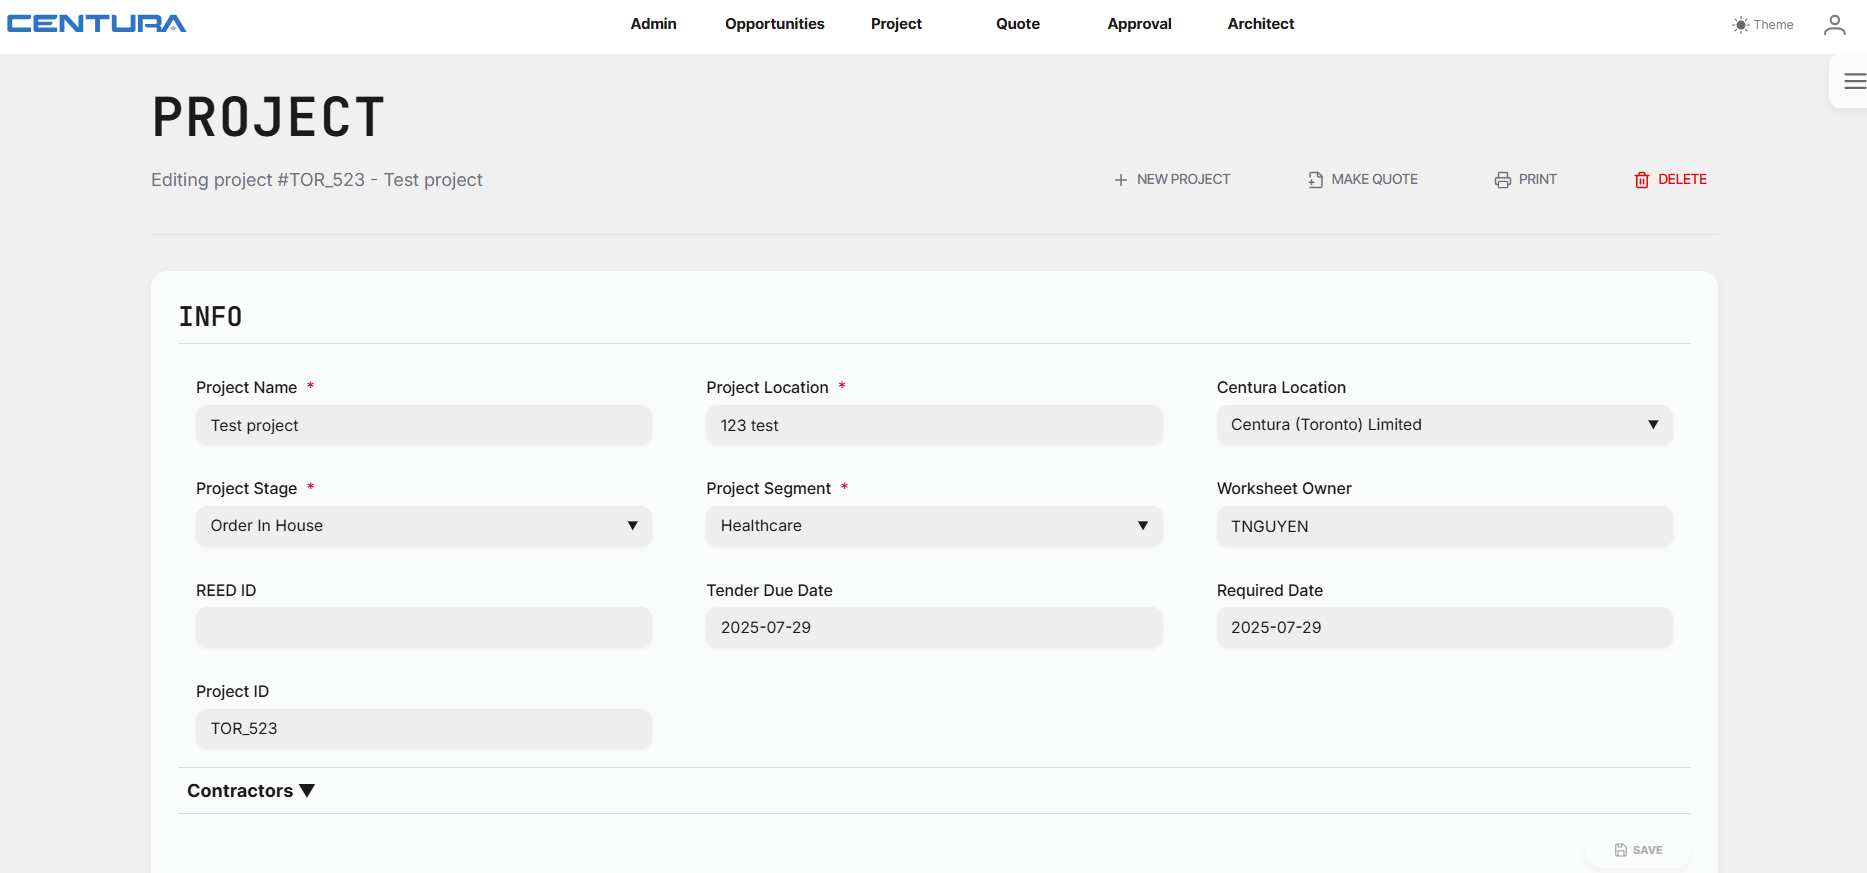 CENTURA Admin Opportunities Project Quote Approval Architect Theme
PROJECT
Editing project #TOR_523 - Test project NEW PROJECT MAKE QUOTE PRINT DELETE
INFO
Project Name * Project Location * Centura Location
Test project 123 test Centura (Toronto) Limited ▼
Project Stage * Project Segment * Worksheet Owner
Order In House ▼ Healthcare ▼ TNGUYEN
REED ID Tender Due Date Required Date
2025-07-29 2025-07-29
Project ID
TOR_523
Contractors ▼
SAVE